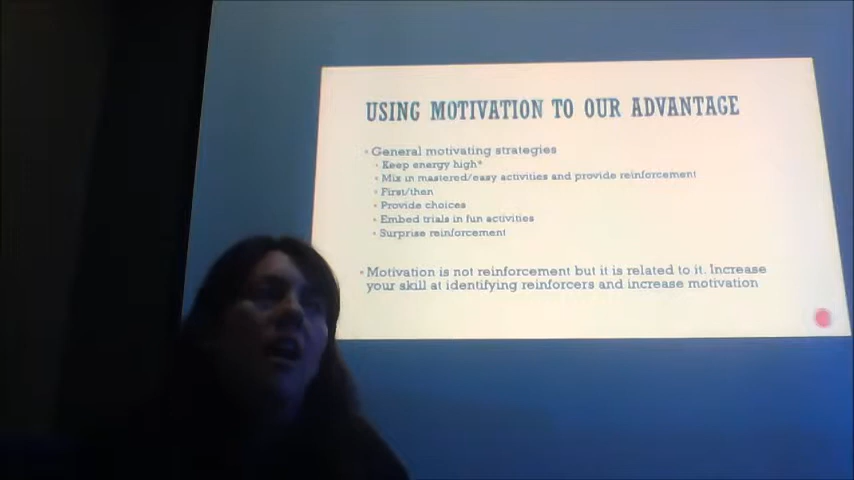 USING MOTIVATION TO OUR ADVANTAGE
• General motivating strategies
• Keep energy high*
• Mix in mastered/easy activities and provide reinforcement
• First/then
• Provide choices
• Embed trials in fun activities
• Surprise reinforcement
• Motivation is not reinforcement but it is related to it. Increase
your skill at identifying reinforcers and increase motivation